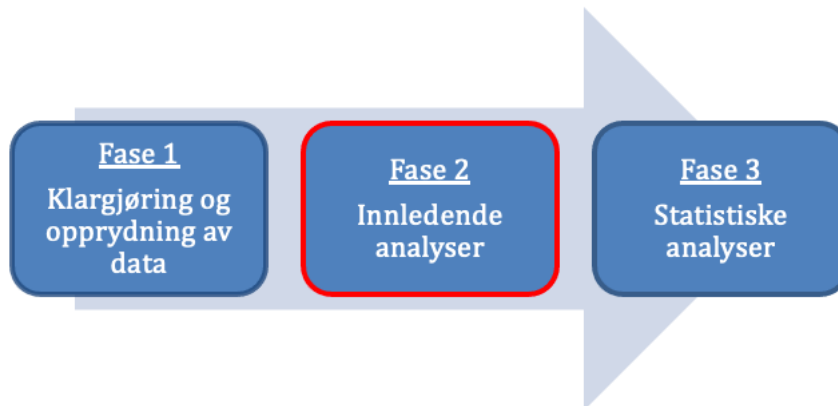 Fase 1
Klargjøring og
opprydning av
data
Fase 2
Innledende
analyser
Fase 3
Statistiske
analyser